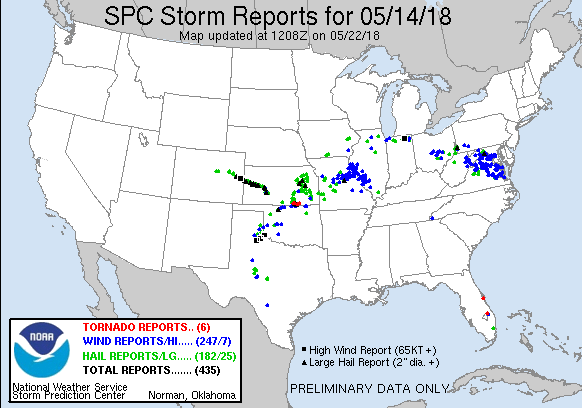 SPC Storm Reports for 05/14/18
Map updated at 1208Z on 05/22/18
NOAA
TORNADO REPORTS.. (6)
WIND REPORTS/HI..... (247/7)
HAIL REPORTS/LG..... (182/25)
TOTAL REPORTS....... (435)
National Weather Service
Storm Prediction Center Norman, Oklahoma
High Wind Report (65KT +)
Large Hail Report (2" dia. +)
PRELIMINARY DATA ONLY